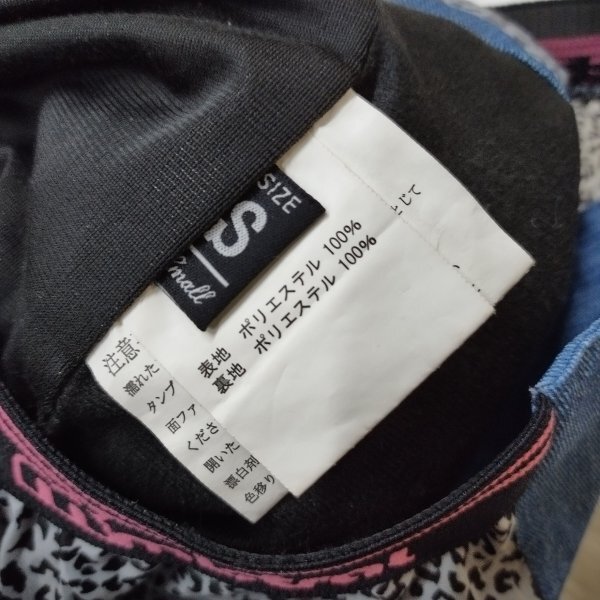 SIZE
S
Small
表地 ポリエステル 100%
裏地 ポリエステル 100%
とじて
注意
濡れた
タンブ
面ファ
くださ
開いた
漂白剤
色移り